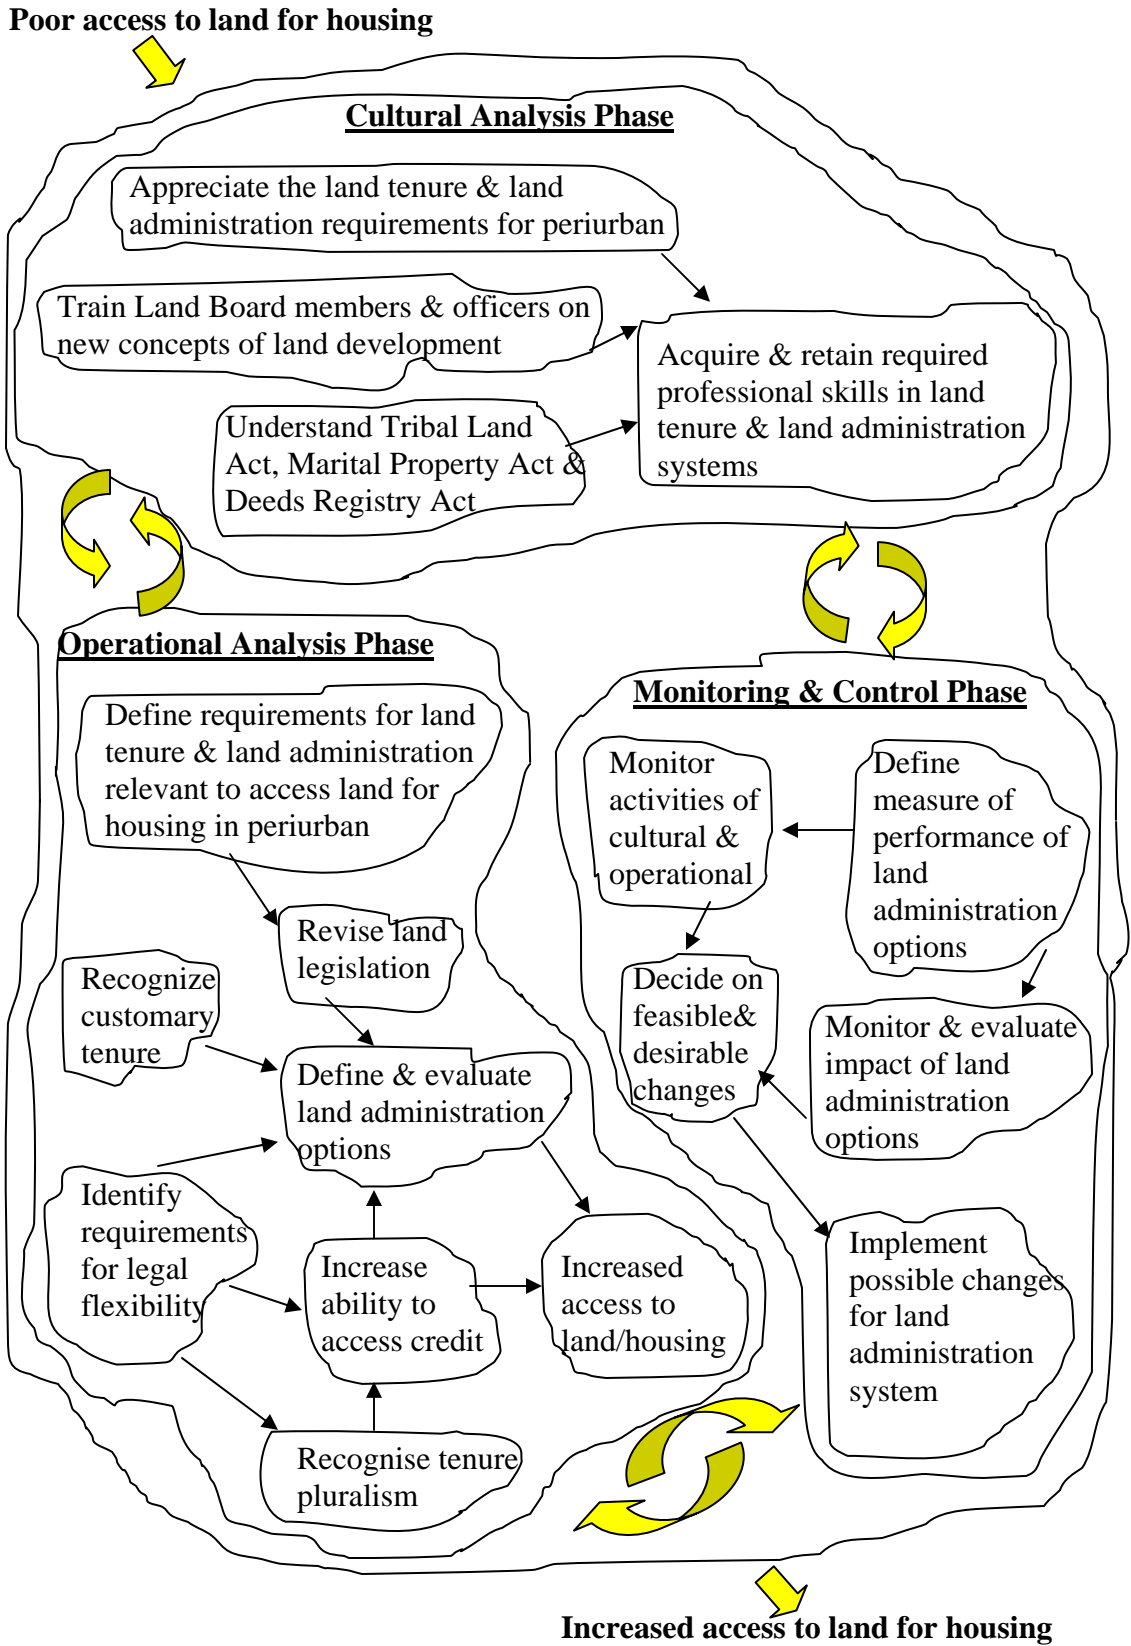 Poor access to land for housing
Cultural Analysis Phase
Appreciate the land tenure & land
administration requirements for periurban
Train Land Board members & officers on
new concepts of land development
Understand Tribal Land
Act, Marital Property Act &
Deeds Registry Act
Acquire & retain required
professional skills in land
tenure & land administration
systems
Operational Analysis Phase
Define requirements for land
tenure & land administration
relevant to access land for
housing in periurban
Revise land
legislation
Recognize
customary
tenure
Define & evaluate
land administration
options
Identify
requirements
for legal
flexibility
Increase
ability to
access credit
Increased
access to
land/housing
Recognise tenure
pluralism
Monitoring & Control Phase
Monitor
activities of
cultural &
operational
Define
measure of
performance of
land
administration
options
Decide on
feasible&
desirable
changes
Monitor & evaluate
impact of land
administration
options
Implement
possible changes
for land
administration
system
Increased access to land for housing